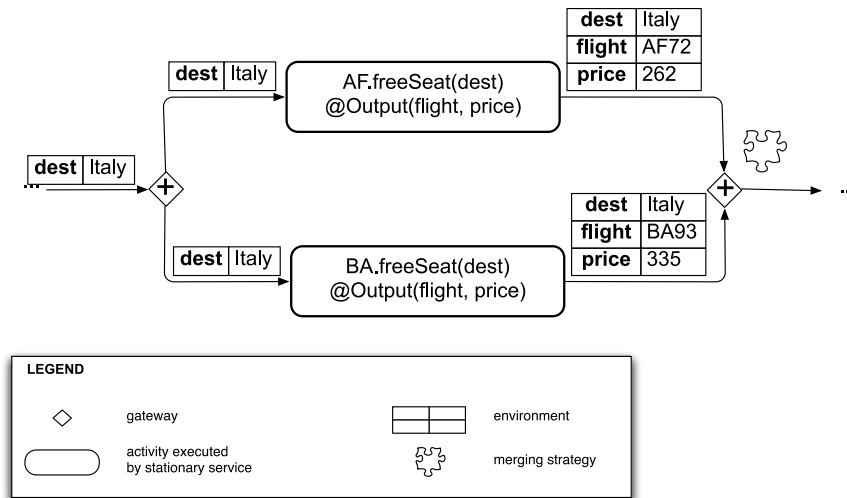 dest Italy
dest Italy
AF.freeSeat(dest)
@Output(flight, price)
dest Italy
flight AF72
price 262
+
+
dest Italy
BA.freeSeat(dest)
@Output(flight, price)
dest Italy
flight BA93
price 335
LEGEND
gateway
environment
activity executed
by stationary service
merging strategy